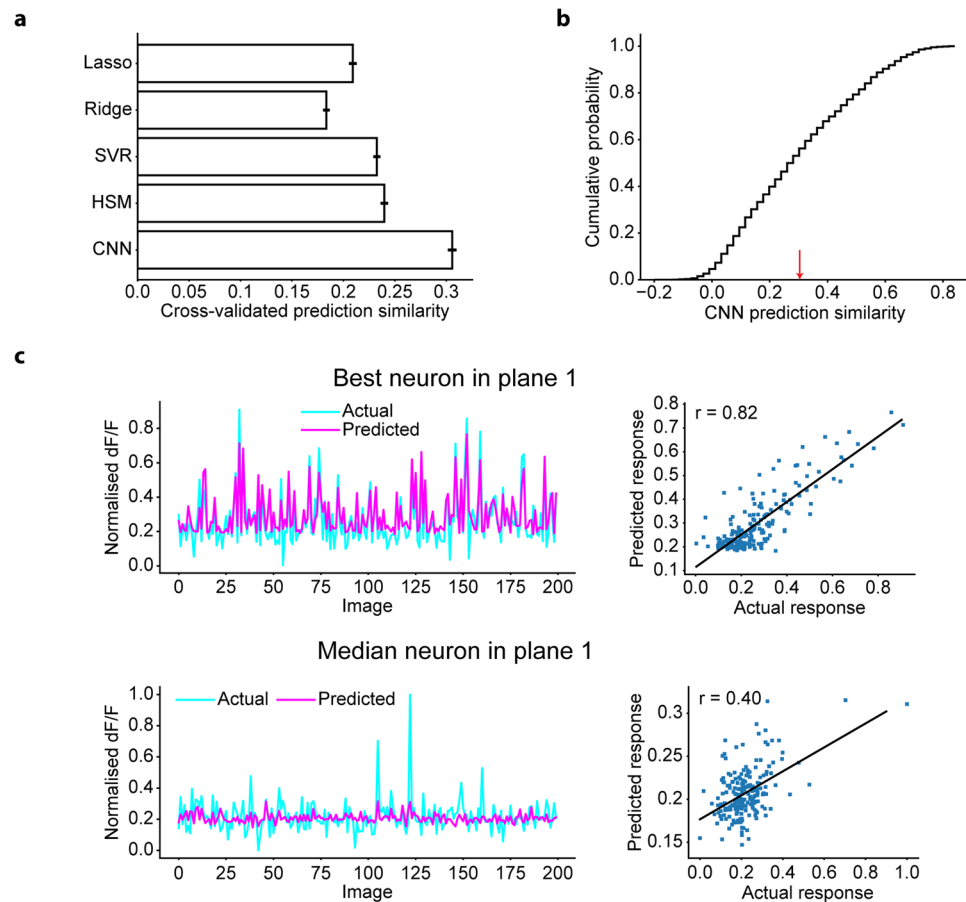 a
Lasso
Ridge
SVR
HSM
CNN
0.0 0.05 0.1 0.15 0.2 0.25 0.3
Cross-validated prediction similarity
b
1.0
0.8
0.6
0.4
0.2
0.0
Cumulative probability
−0.2 0.0 0.2 0.4 0.6 0.8
CNN prediction similarity
c
Best neuron in plane 1
Actual
Predicted
0.8
0.6
0.4
0.2
0.0
Normalised dF/F
0 25 50 75 100 125 150 175 200
Image
r = 0.82
0.8
0.7
0.6
0.5
0.4
0.3
0.2
0.1
Predicted response
0.0 0.2 0.4 0.6 0.8
Actual response
Median neuron in plane 1
Actual Predicted
1.0
0.8
0.6
0.4
0.2
0.0
Normalised dF/F
0 25 50 75 100 125 150 175 200
Image
r = 0.40
0.3
0.25
0.2
0.15
Predicted response
0.0 0.2 0.4 0.6 0.8 1.0
Actual response